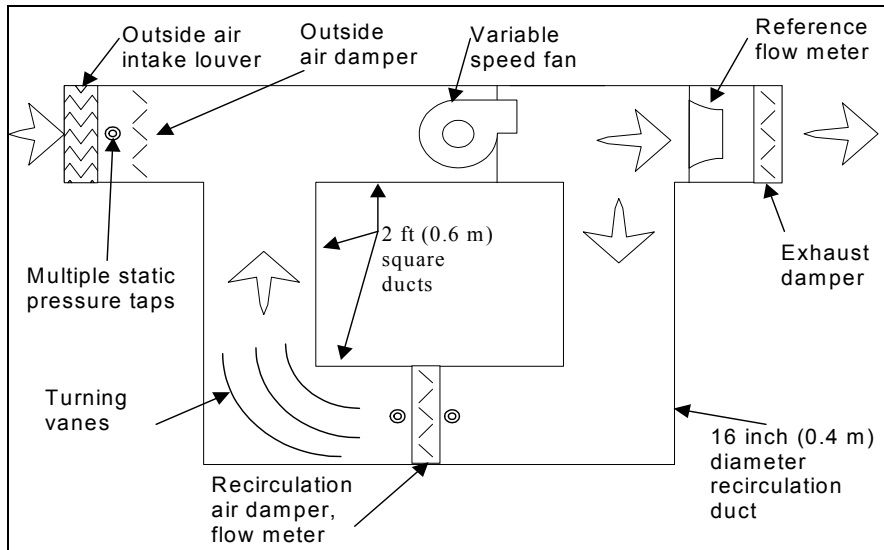 Outside air
intake louver
Outside
air damper
Variable
speed fan
Reference
flow meter
2 ft (0.6 m)
square
ducts
Multiple static
pressure taps
Exhaust
damper
Turning
vanes
Recirculation
air damper,
flow meter
16 inch (0.4 m)
diameter
recirculation
duct